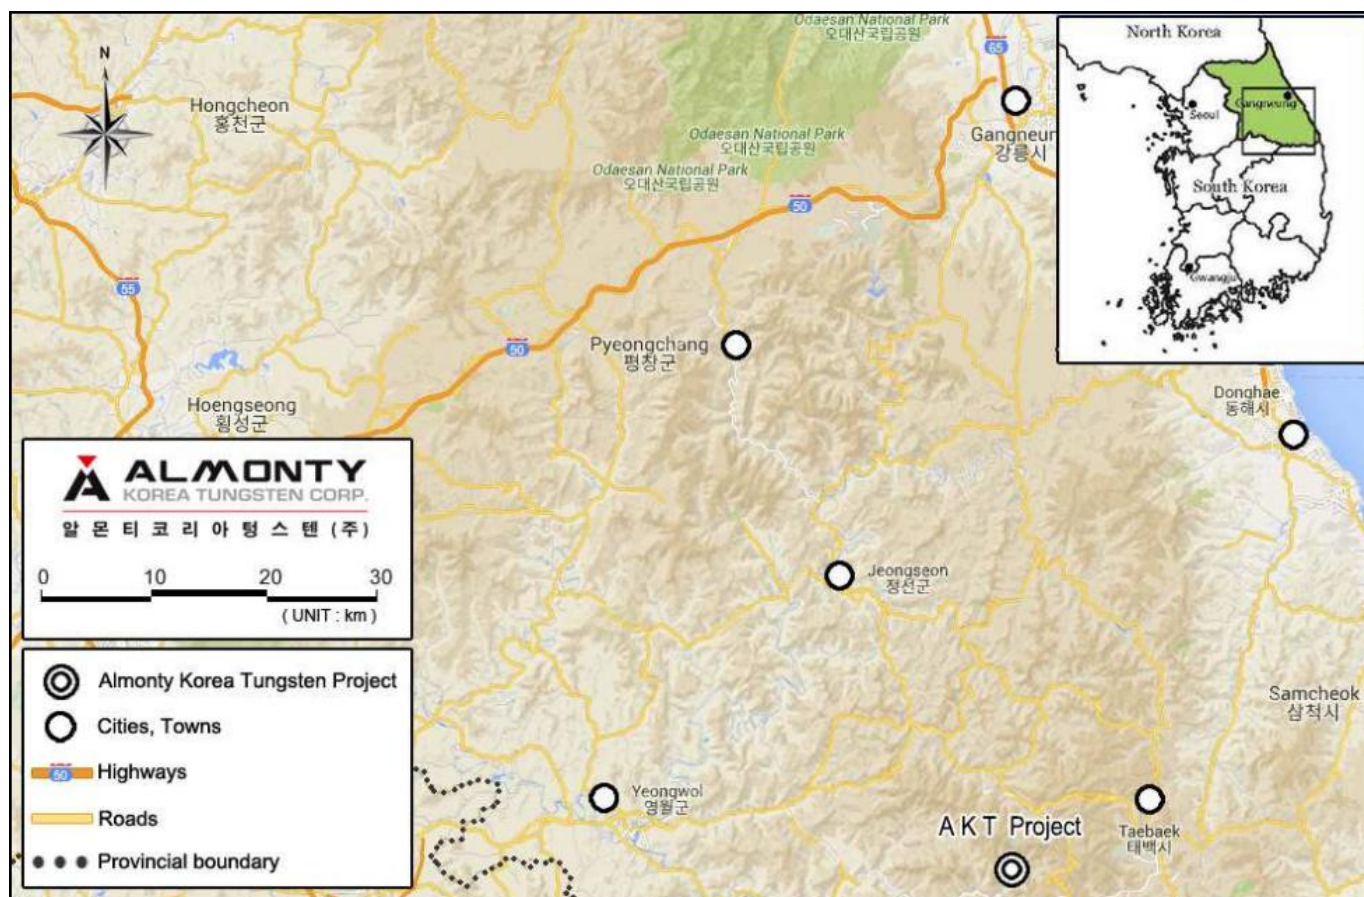 Odaesan National Park
오대산국립공원
65
N
Hongcheon
홍천군
Odaesan National Park
오대산국립공원
Gangneun
강릉시
Odaesan National Park
오대산국립공원
50
55
50
Pyeongchang
평창군
Hoengseong
횡성군
North Korea
Gangneung
Seoul
South Korea
Gwangju
Donghae
동해시
ALMONTY
KOREA TUNGSTEN CORP.
알몬티코리아텅스텐(주)
0 10 20 30
( UNIT : km )
Jeongseon
정선군
Almonty Korea Tungsten Project
Cities, Towns
50 Highways
Roads
Provincial boundary
Samcheok
삼척시
Yeongwol
영월군
A K T Project
Taebaek
태백시